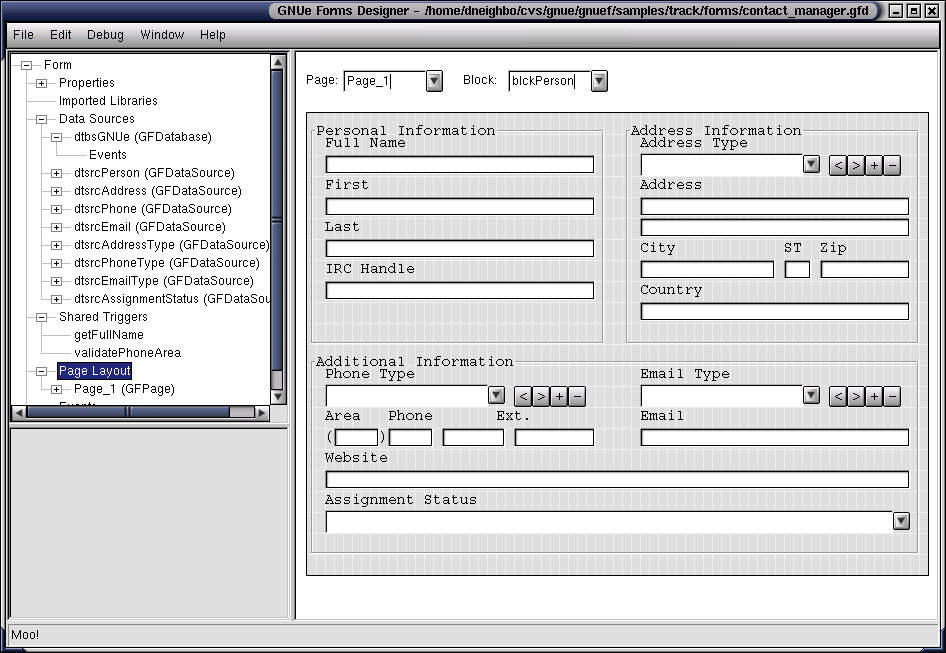 GNUe Forms Designer - /home/dneighbo/cvs/gnue/gnuef/samples/track/forms/contact_manager.gfd
File Edit Debug Window Help
Form
Properties
Imported Libraries
Data Sources
dtbsGNUe (GFDatabase)
Events
dtsrcPerson (GFDataSource)
dtsrcAddress (GFDataSource)
dtsrcPhone (GFDataSource)
dtsrcEmail (GFDataSource)
dtsrcAddressType (GFDataSource)
dtsrcPhoneType (GFDataSource)
dtsrcEmailType (GFDataSource)
dtsrcAssignmentStatus (GFDataSou
Shared Triggers
getFullName
validatePhoneArea
Page Layout
Page_1 (GFPage)
Events
Page: Page_1 Block: blckPerson
Personal Information
Full Name
First
Last
IRC Handle
Address Information
Address Type
< > + -
Address
City ST Zip
Country
Additional Information
Phone Type
< > + -
Area Phone Ext.
( )
Email Type
< > + -
Email
Website
Assignment Status
Moo!